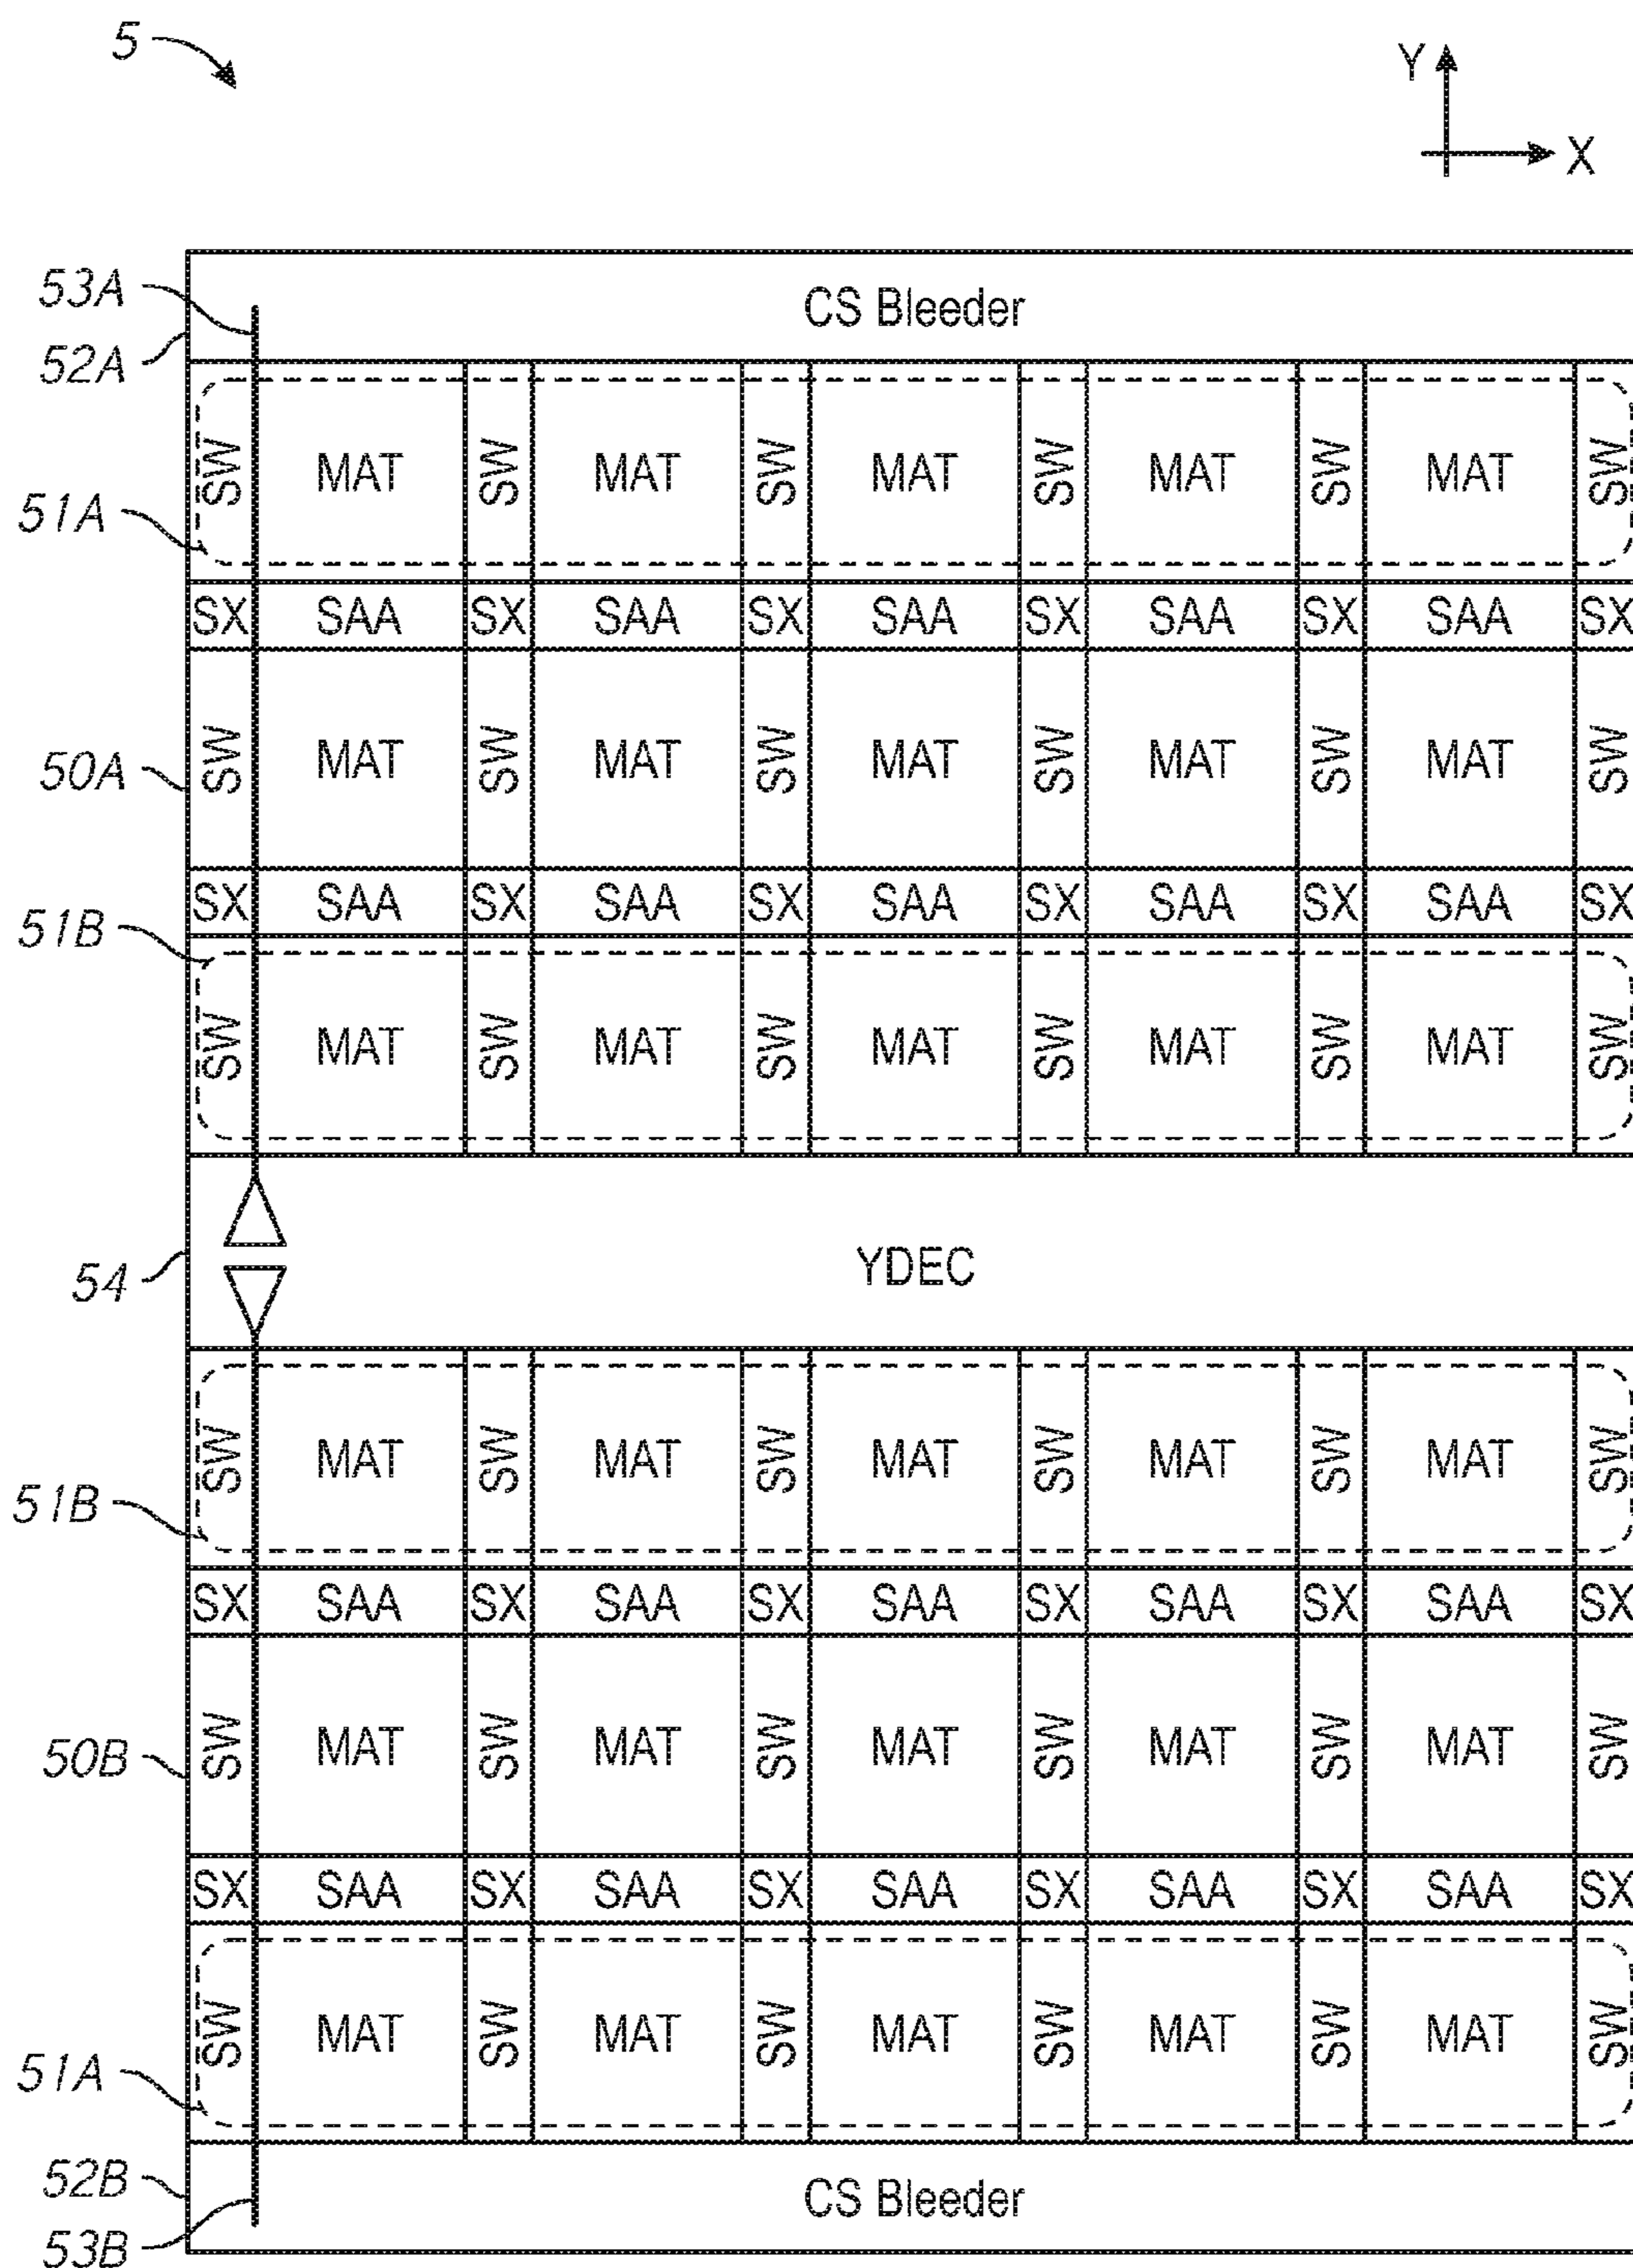 5
Y
X
53A
CS Bleeder
52A
SW MAT SW MAT SW MAT SW MAT SW MAT SW
51A
SX SAA SX SAA SX SAA SX SAA SX SAA SX
50A
SW MAT SW MAT SW MAT SW MAT SW MAT SW
SX SAA SX SAA SX SAA SX SAA SX SAA SX
51B
SW MAT SW MAT SW MAT SW MAT SW MAT SW
54
YDEC
SW MAT SW MAT SW MAT SW MAT SW MAT SW
51B
SX SAA SX SAA SX SAA SX SAA SX SAA SX
50B
SW MAT SW MAT SW MAT SW MAT SW MAT SW
SX SAA SX SAA SX SAA SX SAA SX SAA SX
SW MAT SW MAT SW MAT SW MAT SW MAT SW
51A
52B
CS Bleeder
53B